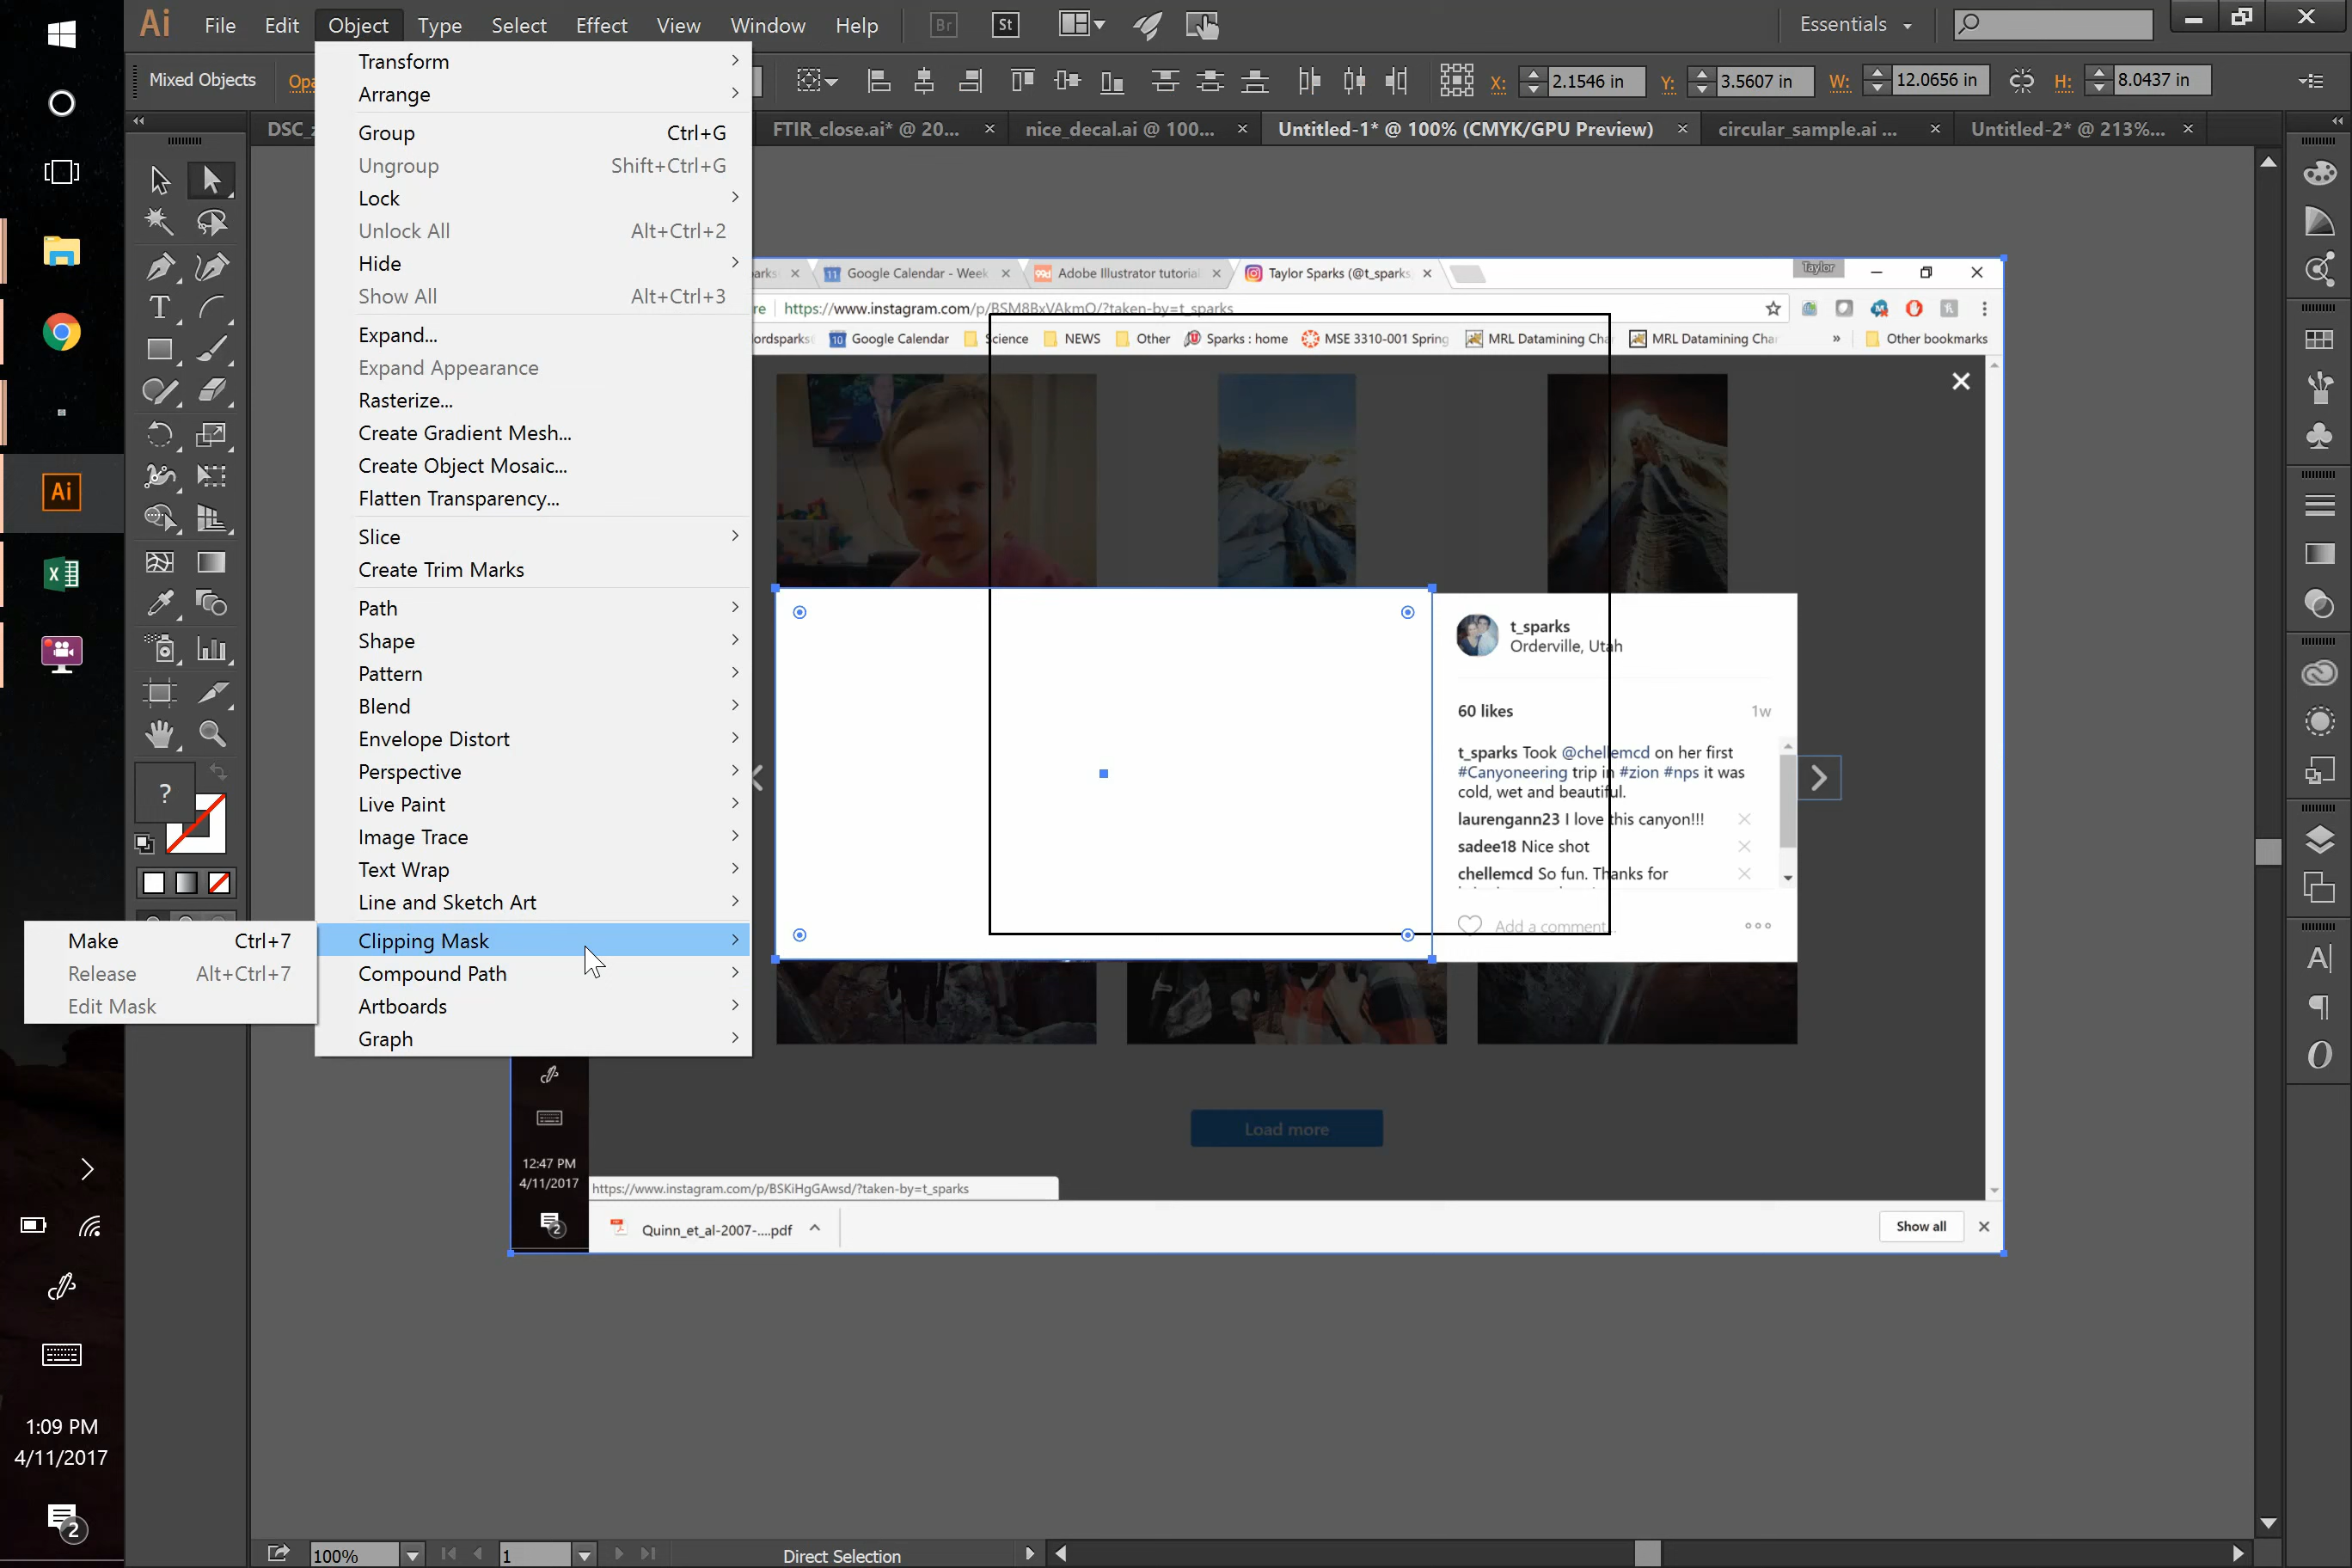 Ai File Edit Object Type Select Effect View Window Help Br St Essentials
Mixed Objects X: 2.1546 in Y: 3.5607 in W: 12.0656 in H: 8.0437 in
FTIR_close.ai* @ 20... nice_decal.ai @ 100... Untitled-1* @ 100% (CMYK/GPU Preview) circular_sample.ai ... Untitled-2* @ 213%...
Transform
Arrange
Group Ctrl+G
Ungroup Shift+Ctrl+G
Lock
Unlock All Alt+Ctrl+2
Hide
Show All Alt+Ctrl+3
Expand...
Expand Appearance
Rasterize...
Create Gradient Mesh...
Create Object Mosaic...
Flatten Transparency...
Slice
Create Trim Marks
Path
Shape
Pattern
Blend
Envelope Distort
Perspective
Live Paint
Image Trace
Text Wrap
Line and Sketch Art
Clipping Mask
Compound Path
Artboards
Graph
Make Ctrl+7
Release Alt+Ctrl+7
Edit Mask
Google Calendar - Week Adobe Illustrator tutorial Taylor Sparks (@t_sparks Taylor
https://www.instagram.com/p/BSM8BxVAkmO/?taken-by=t_sparks
Google Calendar Science NEWS Other Sparks : home MSE 3310-001 Spring MRL Datamining Cha MRL Datamining Cha » Other bookmarks
t_sparks
Orderville, Utah
60 likes 1w
t_sparks Took @chellemcd on her first
#Canyoneering trip in #zion #nps it was
cold, wet and beautiful.
laurengann23 I love this canyon!!!
sadee18 Nice shot
chellemcd So fun. Thanks for
Add a comment...
Load more
12:47 PM
4/11/2017
2
https://www.instagram.com/p/BSKiHgGAwsd/?taken-by=t_sparks
Quinn_et_al-2007-....pdf Show all
Ai
1:09 PM
4/11/2017
2
100% 1 Direct Selection